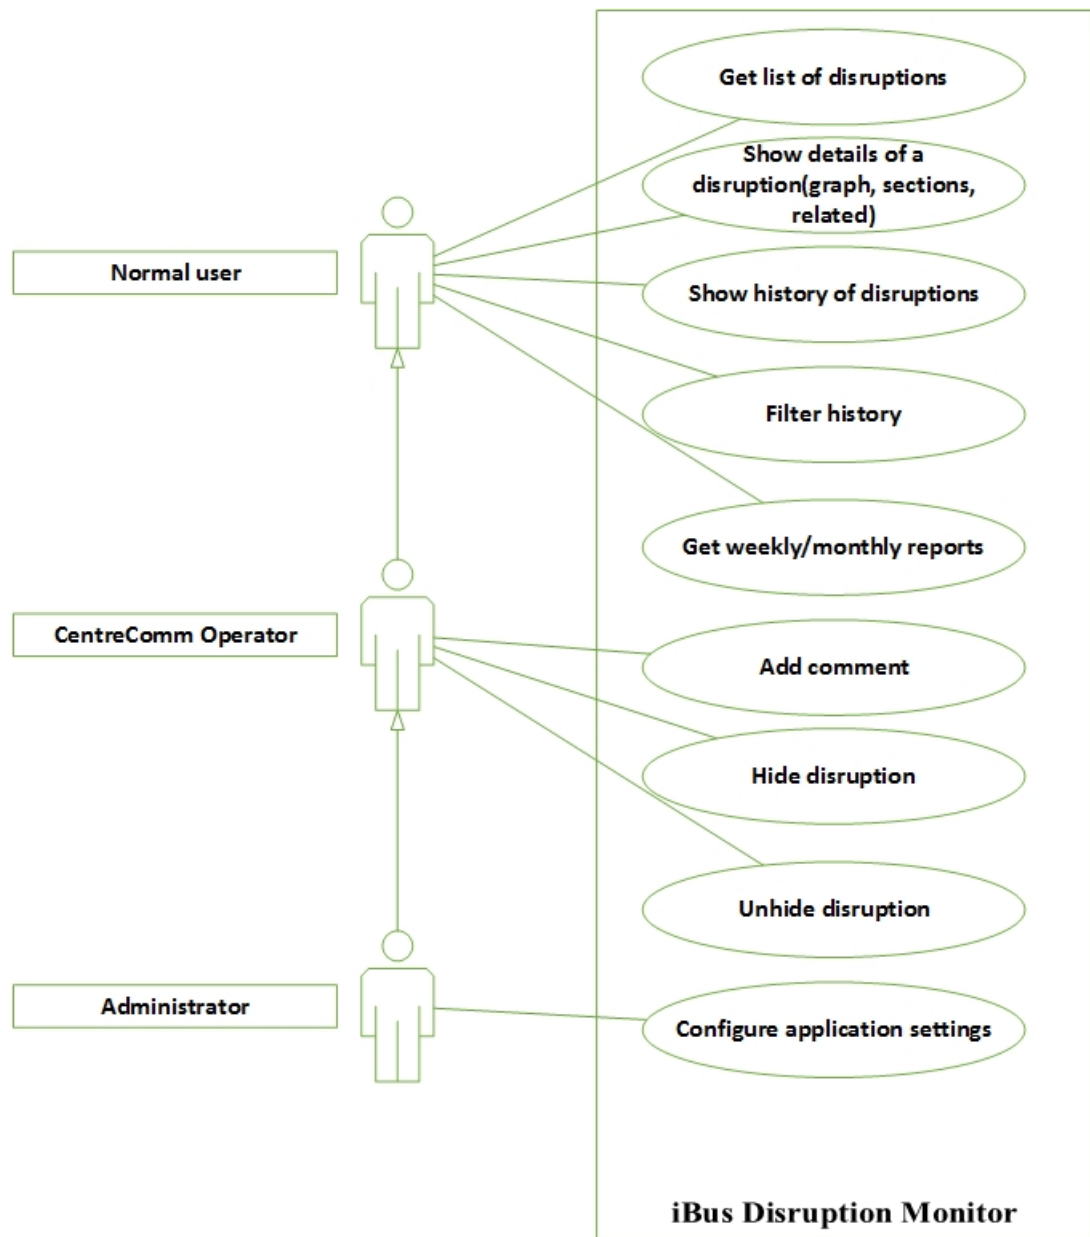 Get list of disruptions
Show details of a
disruption(graph, sections,
related)
Normal user
Show history of disruptions
Filter history
Get weekly/monthly reports
CentreComm Operator
Add comment
Hide disruption
Unhide disruption
Administrator
Configure application settings
iBus Disruption Monitor